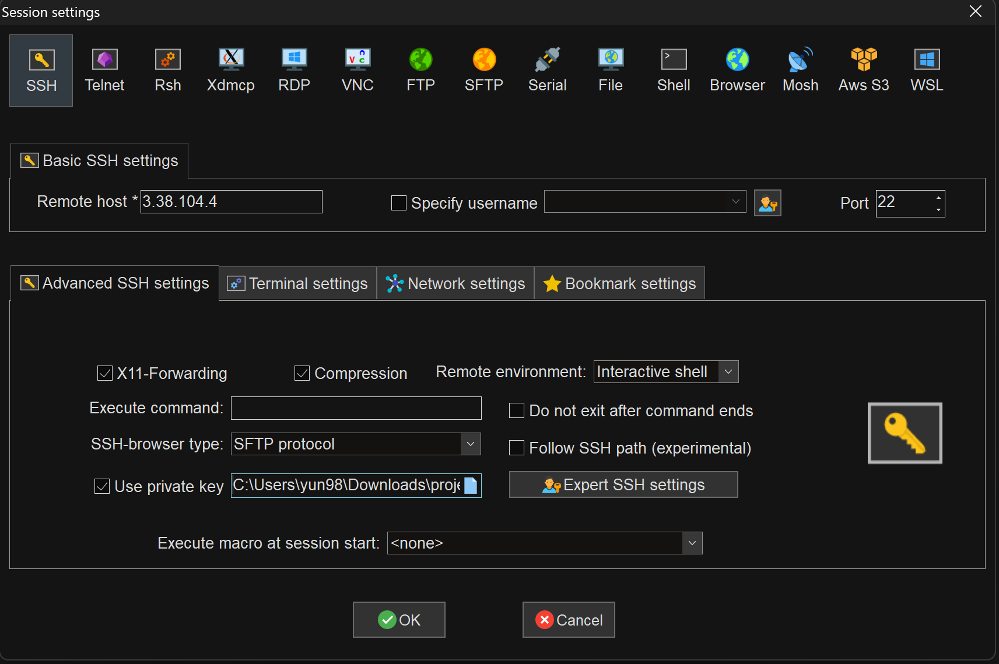 Session settings
SSH
Telnet
Rsh
Xdmcp
RDP
VNC
FTP
SFTP
Serial
File
Shell
Browser
Mosh
Aws S3
WSL
Basic SSH settings
Remote host * 3.38.104.4
Specify username
Port 22
Advanced SSH settings
Terminal settings
Network settings
Bookmark settings
X11-Forwarding
Compression
Remote environment: Interactive shell
Execute command:
Do not exit after command ends
SSH-browser type: SFTP protocol
Follow SSH path (experimental)
Use private key C:\Users\yun98\Downloads\proje
Expert SSH settings
Execute macro at session start: <none>
OK
Cancel